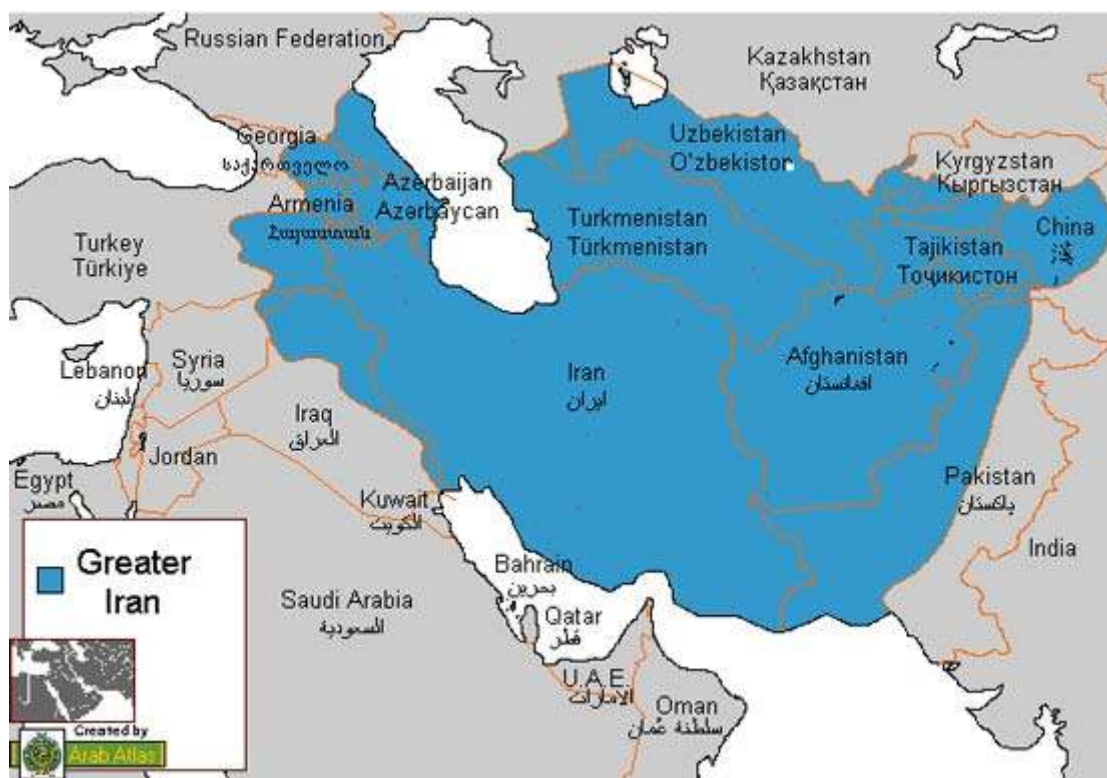 Russian Federation
Kazakhstan
Қазақстан
Georgia
საქართველო
Uzbekistan
O'zbekiston
Kyrgyzstan
Кыргызстан
Azerbaijan
Azərbaycan
Armenia
Հայաստան
Turkmenistan
Türkmenistan
China
Tajikistan
Тоҷикистон
Turkey
Türkiye
Syria
سوريا
Lebanon
لبنان
Iran
ايران
Afghanistan
افغانستان
Iraq
العراق
Jordan
Egypt
مصر
Kuwait
الكويت
Pakistan
پاکستان
India
Bahrain
بحرين
Saudi Arabia
السعودية
Qatar
قطر
U.A.E.
الامارات
Oman
سلطنة عُمان
Greater
Iran
Created by
Arab Atlas